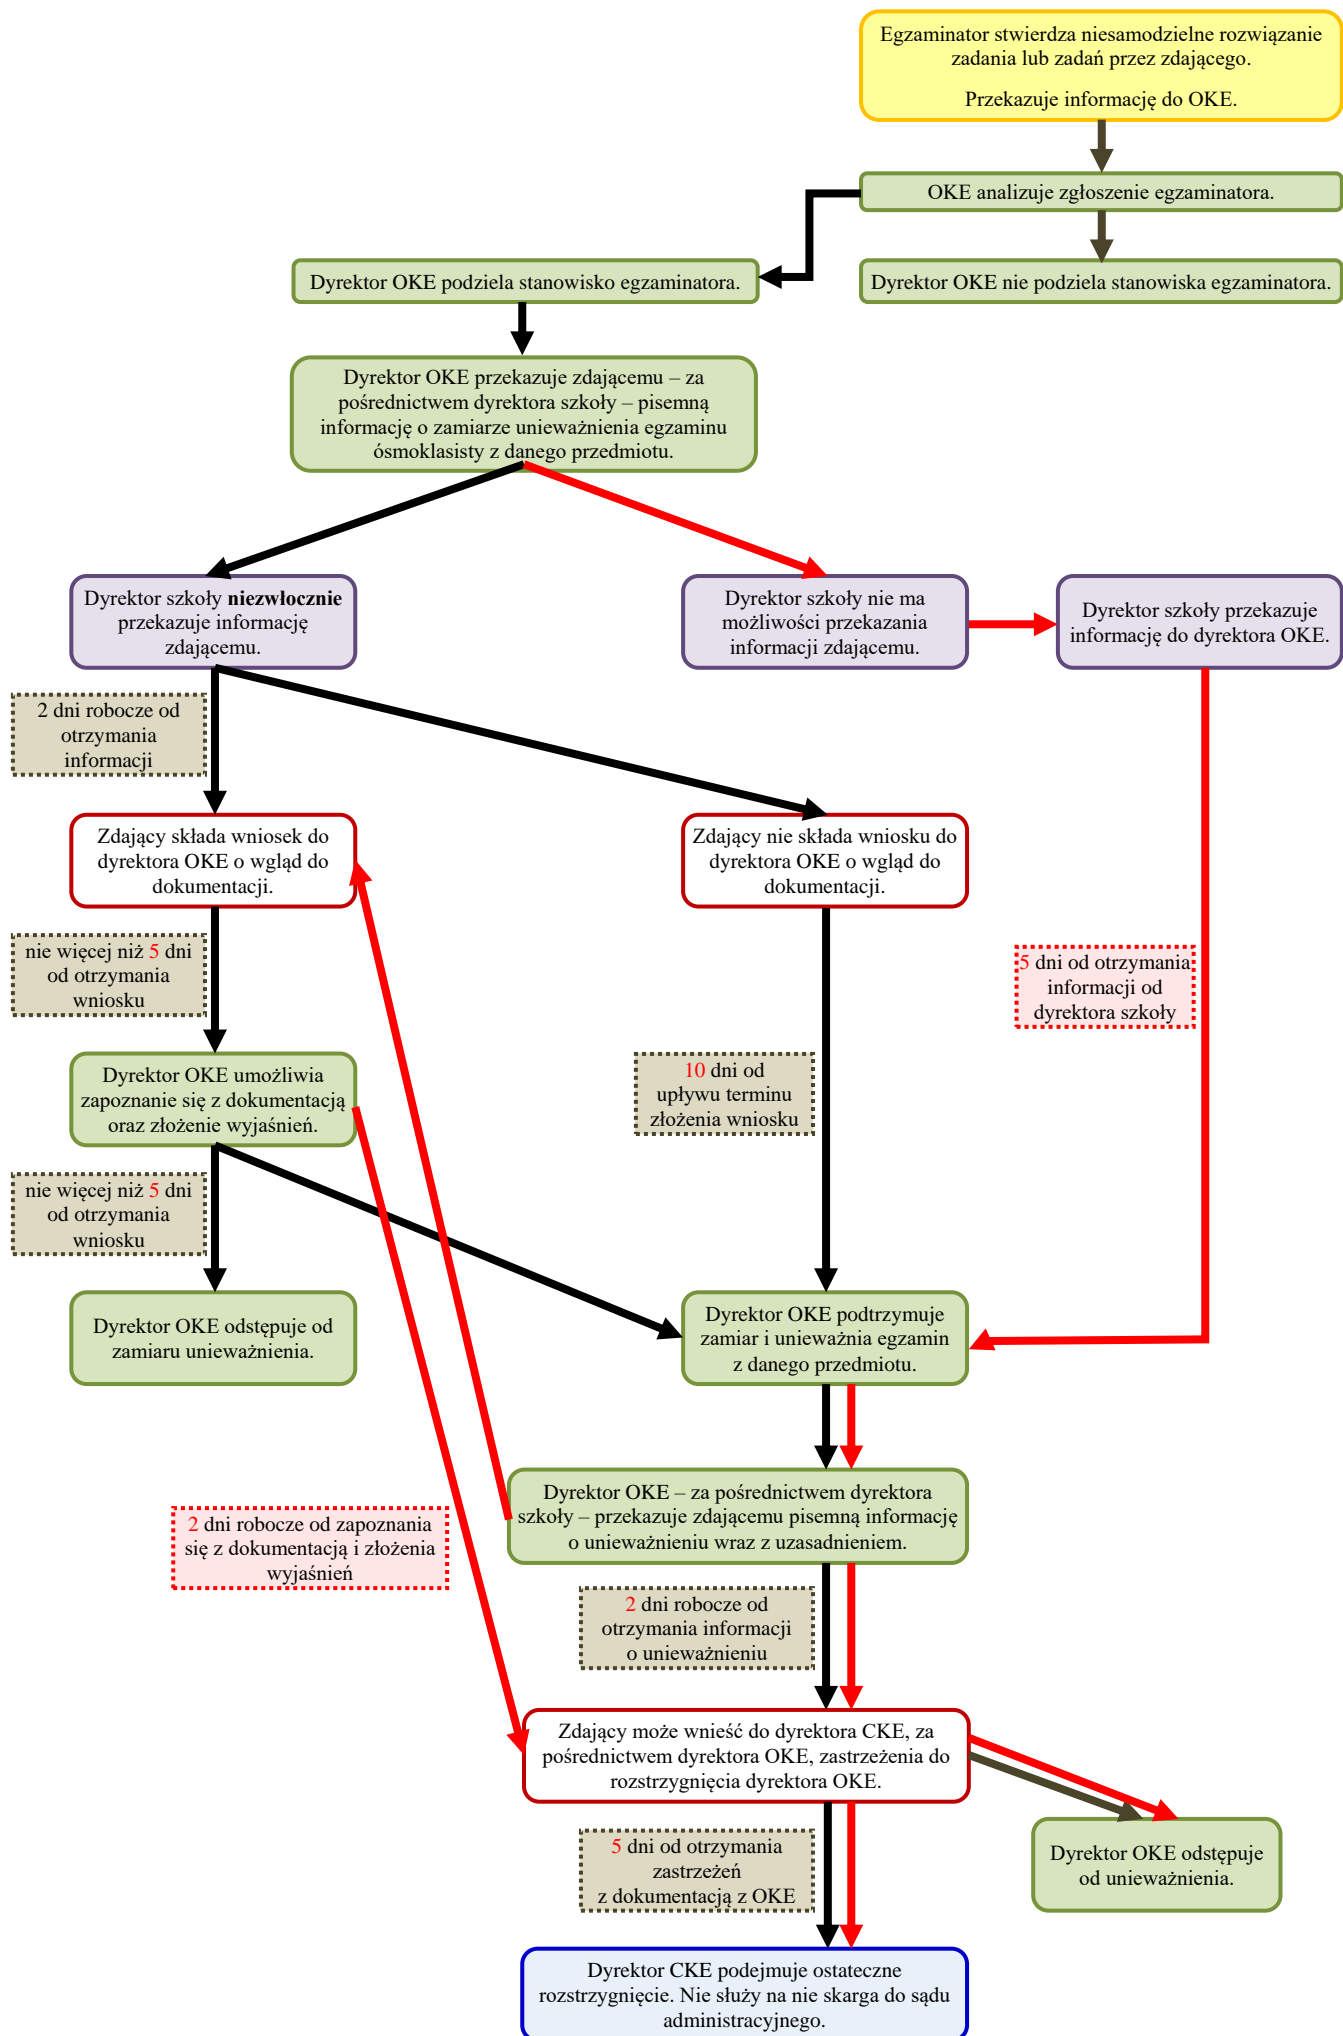 Egzaminator stwierdza niesamodzielne rozwiązanie
zadania lub zadań przez zdającego.
Przekazuje informację do OKE.
OKE analizuje zgłoszenie egzaminatora.
Dyrektor OKE podziela stanowisko egzaminatora.
Dyrektor OKE nie podziela stanowiska egzaminatora.
Dyrektor OKE przekazuje zdającemu – za
pośrednictwem dyrektora szkoły – pisemną
informację o zamiarze unieważnienia egzaminu
ósmoklasisty z danego przedmiotu.
Dyrektor szkoły niezwłocznie
przekazuje informację
zdającemu.
Dyrektor szkoły nie ma
możliwości przekazania
informacji zdającemu.
Dyrektor szkoły przekazuje
informację do dyrektora OKE.
2 dni robocze od
otrzymania
informacji
Zdający składa wniosek do
dyrektora OKE o wgląd do
dokumentacji.
Zdający nie składa wniosku do
dyrektora OKE o wgląd do
dokumentacji.
nie więcej niż 5 dni
od otrzymania
wniosku
5 dni od otrzymania
informacji od
dyrektora szkoły
Dyrektor OKE umożliwia
zapoznanie się z dokumentacją
oraz złożenie wyjaśnień.
10 dni od
upływu terminu
złożenia wniosku
nie więcej niż 5 dni
od otrzymania
wniosku
Dyrektor OKE odstępuje od
zamiaru unieważnienia.
Dyrektor OKE podtrzymuje
zamiar i unieważnia egzamin
z danego przedmiotu.
Dyrektor OKE – za pośrednictwem dyrektora
szkoły – przekazuje zdającemu pisemną informację
o unieważnieniu wraz z uzasadnieniem.
2 dni robocze od zapoznania
się z dokumentacją i złożenia
wyjaśnień
2 dni robocze od
otrzymania informacji
o unieważnieniu
Zdający może wnieść do dyrektora CKE, za
pośrednictwem dyrektora OKE, zastrzeżenia do
rozstrzygnięcia dyrektora OKE.
5 dni od otrzymania
zastrzeżeń
z dokumentacją z OKE
Dyrektor OKE odstępuje
od unieważnienia.
Dyrektor CKE podejmuje ostateczne
rozstrzygnięcie. Nie służy na nie skarga do sądu
administracyjnego.